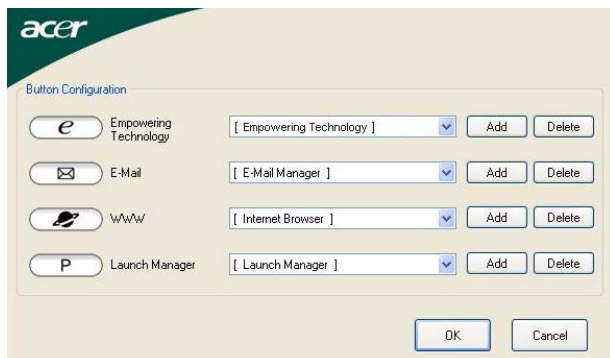 acer
Button Configuration
e Empowering Technology [ Empowering Technology ] Add Delete
E-Mail [ E-Mail Manager ] Add Delete
WWW [ Internet Browser ] Add Delete
P Launch Manager [ Launch Manager ] Add Delete
OK Cancel